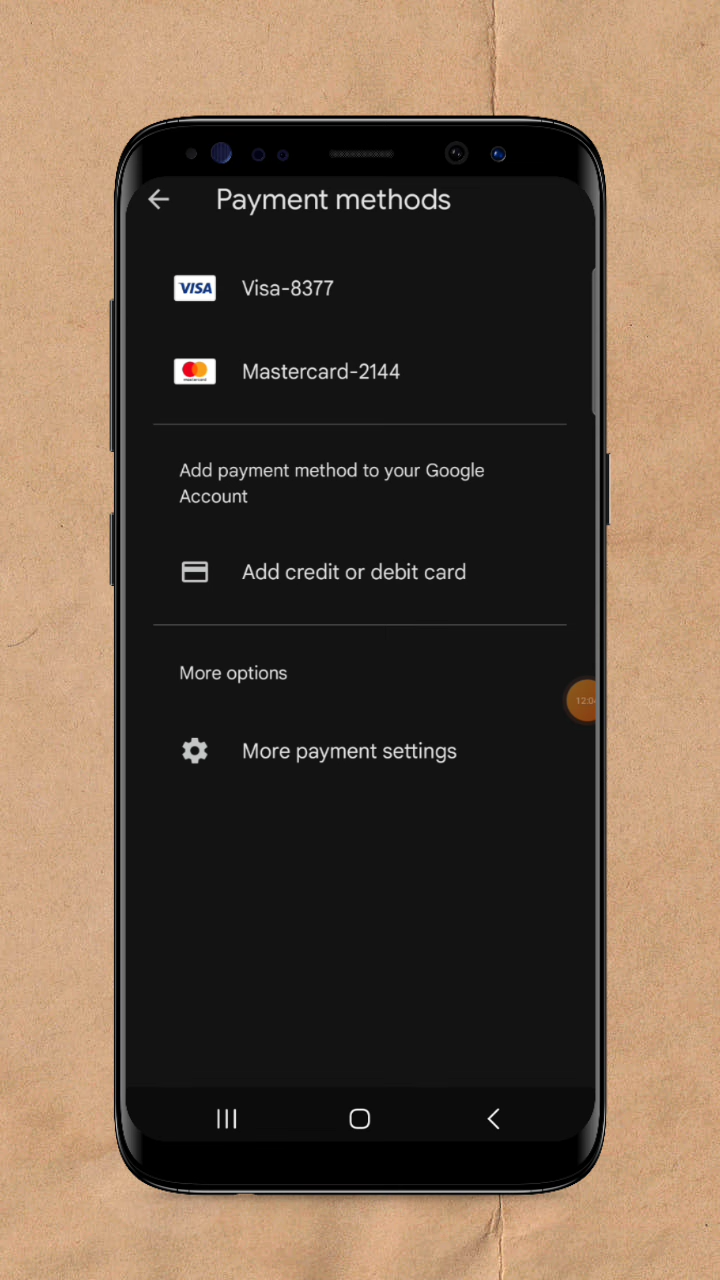 Payment methods
VISA
Visa-8377
Mastercard-2144
Add payment method to your Google
Account
Add credit or debit card
More options
More payment settings